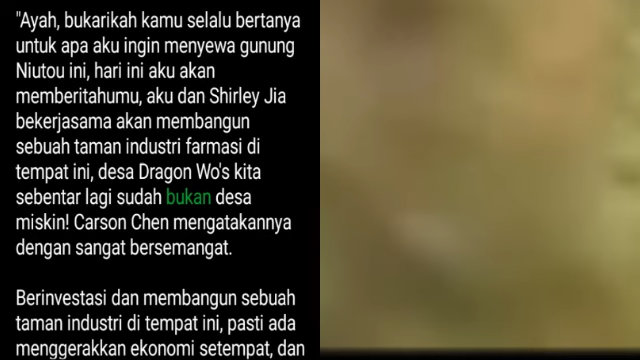 "Ayah, bukarikah kamu selalu bertanya
untuk apa aku ingin menyewa gunung
Niutou ini, hari ini aku akan
memberitahumu, aku dan Shirley Jia
bekerjasama akan membangun
sebuah taman industri farmasi di
tempat ini, desa Dragon Wo's kita
sebentar lagi sudah bukan desa
miskin! Carson Chen mengatakannya
dengan sangat bersemangat.
Berinvestasi dan membangun sebuah
taman industri di tempat ini, pasti ada
menggerakkan ekonomi setempat, dan